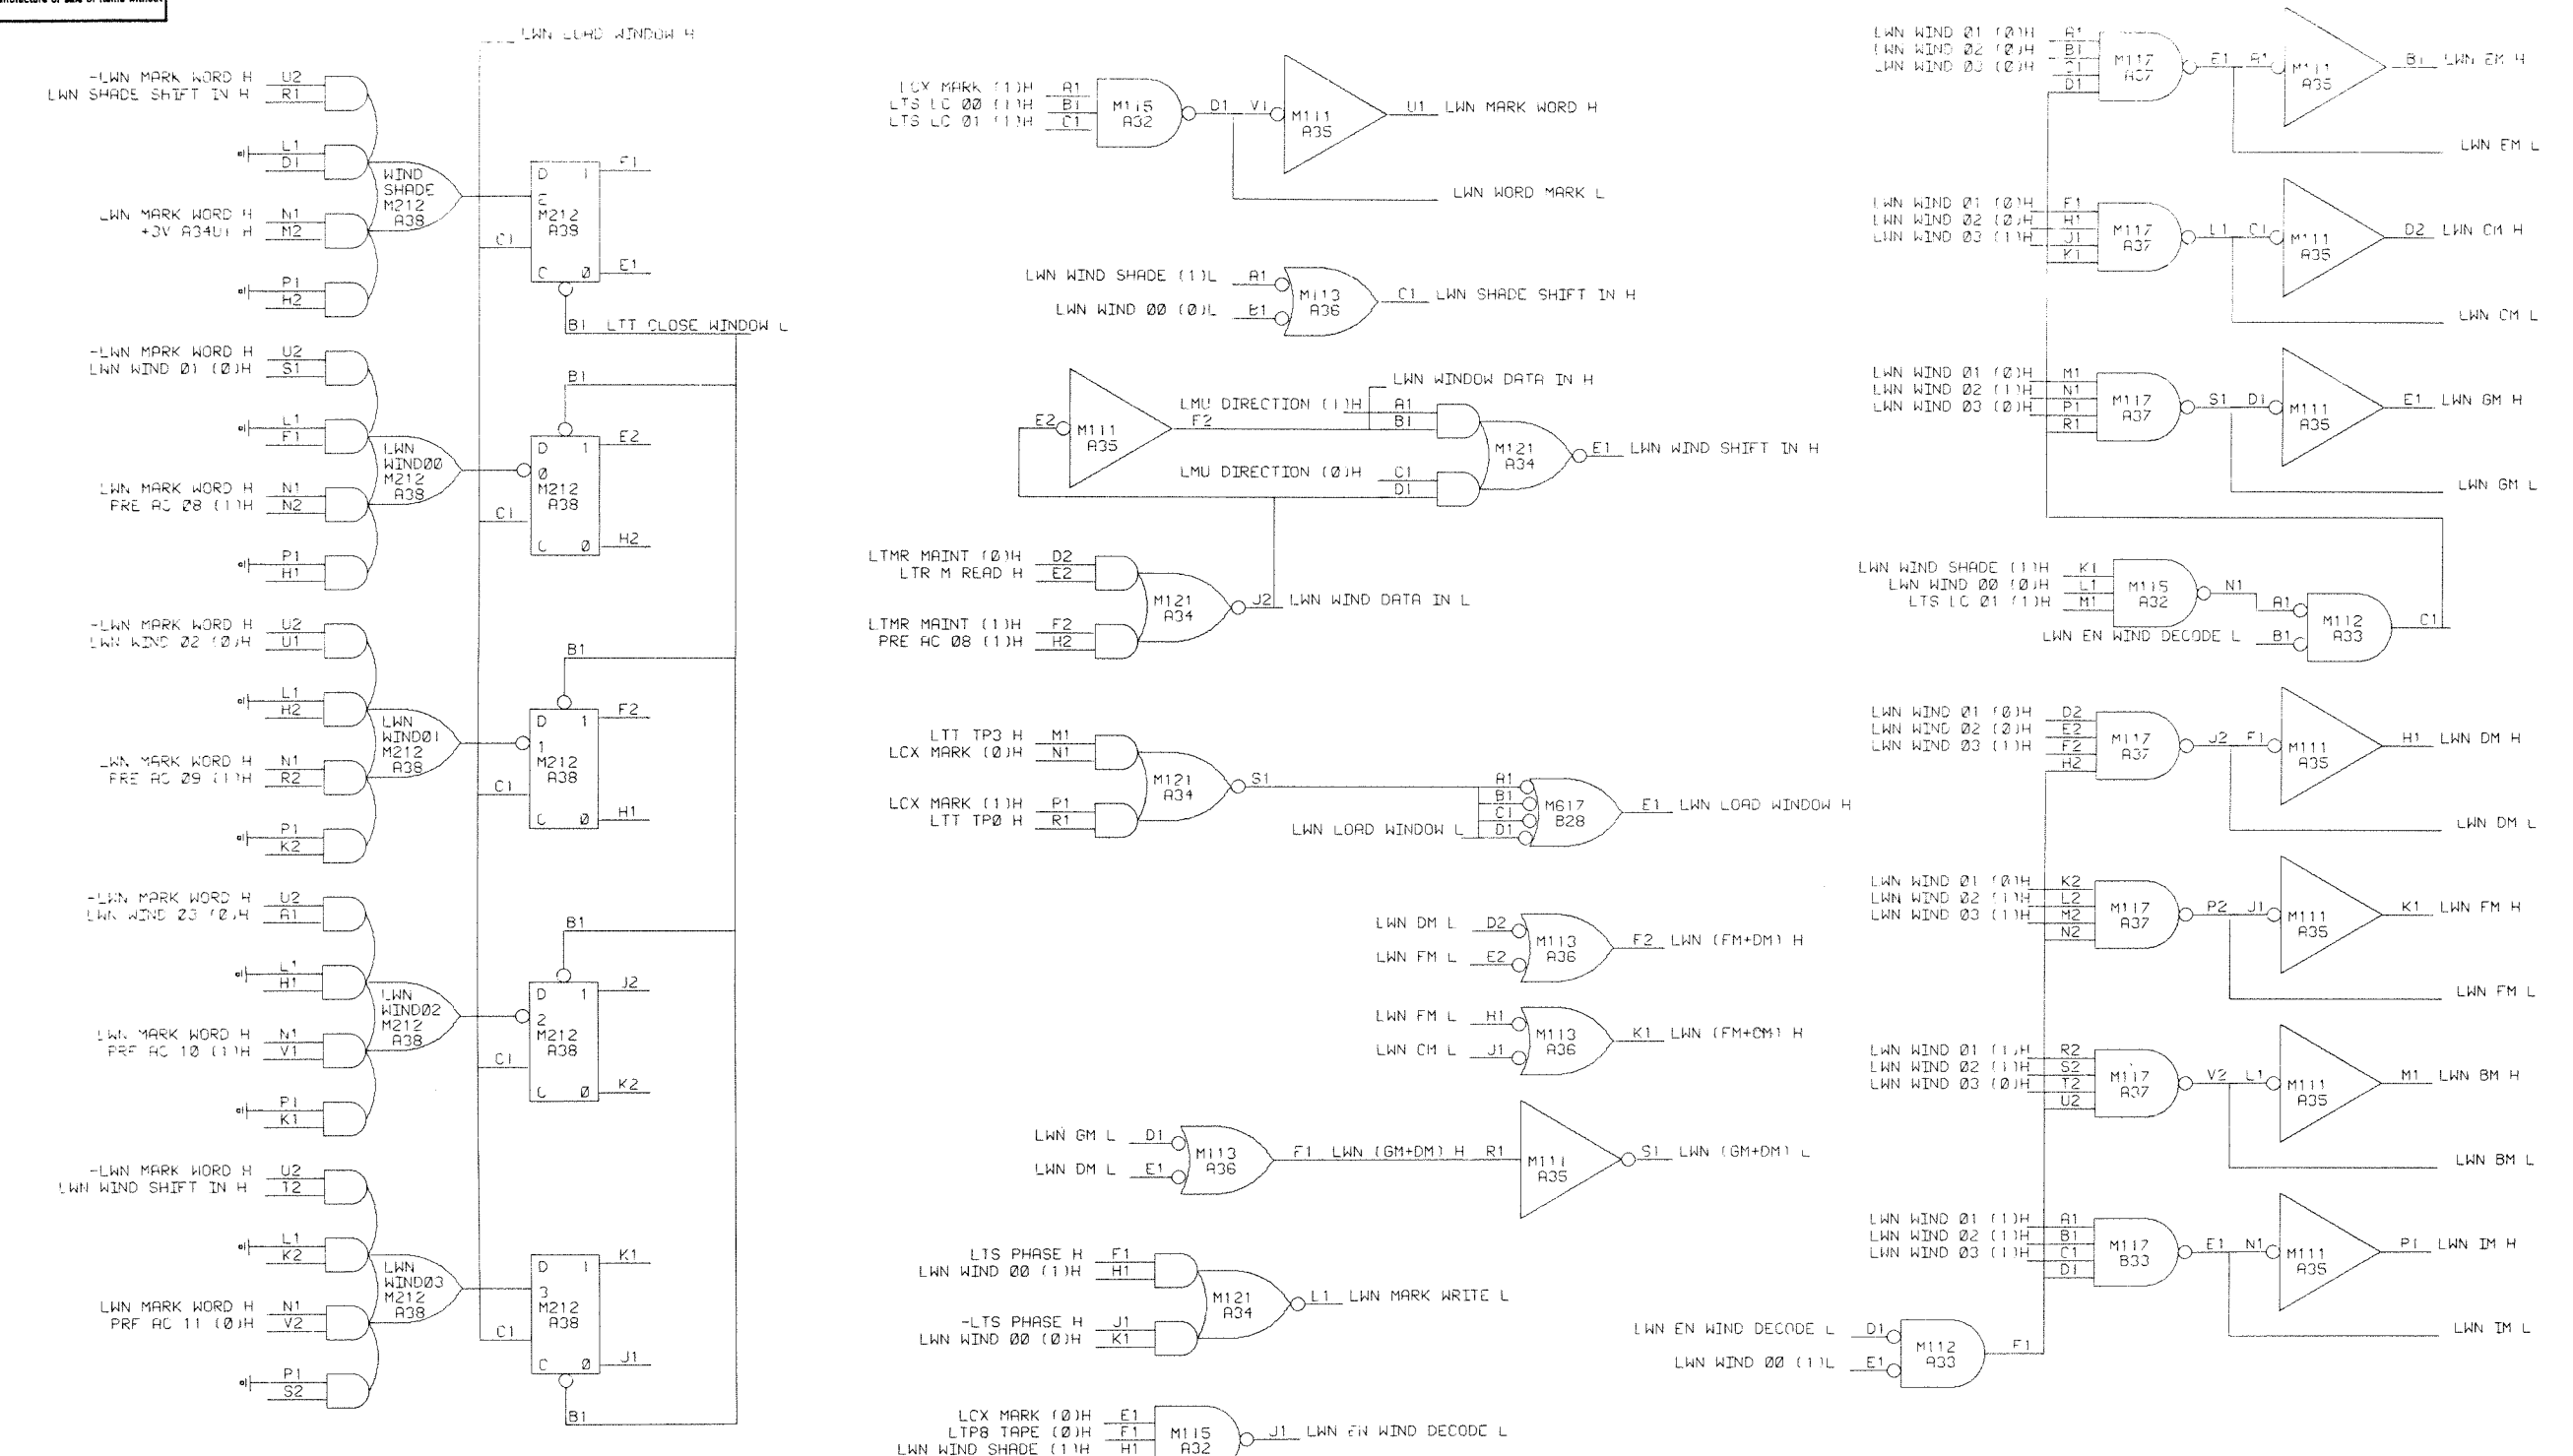 LWN LOAD WINDOW H
-LWN MARK WORD H U2
LWN SHADE SHIFT IN H R1
L1
D1
WIND
SHADE
M212
A38
LWN MARK WORD H N1
+3V A34U1 H M2
P1
H2
D 1 F1
M212
A38
C1
C 0 E1
B1 LTT CLOSE WINDOW L
-LWN MARK WORD H U2
LWN WIND 01 (0)H S1
L1
F1
LWN
WIND00
M212
A38
LWN MARK WORD H N1
PRE AC 08 (1)H N2
P1
H1
B1
D 1 E2
0
M212
A38
C1
C 0 H2
-LWN MARK WORD H U2
LWN WIND 02 (0)H U1
L1
H2
LWN
WIND01
M212
A38
LWN MARK WORD H N1
PRE AC 09 (1)H R2
P1
K2
B1
D 1 F2
1
M212
A38
C1
C 0 H1
-LWN MARK WORD H U2
LWN WIND 03 (0)H A1
L1
H1
LWN
WIND02
M212
A38
LWN MARK WORD H N1
PRE AC 10 (1)H V1
P1
K1
B1
D 1 J2
2
M212
A38
C1
C 0 K2
-LWN MARK WORD H U2
LWN WIND SHIFT IN H T2
L1
K2
LWN
WIND03
M212
A38
LWN MARK WORD H N1
PRF AC 11 (0)H V2
P1
S2
D 1 K1
3
M212
A38
C1
C 0 J1
B1
LCX MARK (1)H A1
LTS LC 00 (1)H B1
LTS LC 01 (1)H C1
M115
A32
D1 V1
M111
A35
U1 LWN MARK WORD H
LWN WORD MARK L
LWN WIND SHADE (1)L A1
LWN WIND 00 (0)L B1
M113
A36
C1 LWN SHADE SHIFT IN H
LWN WINDOW DATA IN H
E2
M111
A35
F2
LMU DIRECTION (1)H A1
B1
LMU DIRECTION (0)H C1
D1
M121
A34
E1 LWN WIND SHIFT IN H
LTMR MAINT (0)H D2
LTR M READ H E2
LTMR MAINT (1)H F2
PRE AC 08 (1)H H2
M121
A34
J2 LWN WIND DATA IN L
LTT TP3 H M1
LCX MARK (0)H N1
LCX MARK (1)H P1
LTT TP0 H R1
M121
A34
S1
LWN LOAD WINDOW L
A1
B1
C1
D1
M617
B28
E1 LWN LOAD WINDOW H
LWN DM L D2
LWN FM L E2
M113
A36
F2 LWN (FM+DM) H
LWN FM L H1
LWN CM L J1
M113
A36
K1 LWN (FM+CM) H
LWN GM L D1
LWN DM L E1
M113
A36
F1 LWN (GM+DM) H R1
M111
A35
S1 LWN (GM+DM) L
LTS PHASE H F1
LWN WIND 00 (1)H H1
-LTS PHASE H J1
LWN WIND 00 (0)H K1
M121
A34
L1 LWN MARK WRITE L
LCX MARK (0)H E1
LTP8 TAPE (0)H F1
LWN WIND SHADE (1)H H1
M115
A32
J1 LWN EN WIND DECODE L
LWN WIND 01 (0)H A1
LWN WIND 02 (0)H B1
LWN WIND 03 (0)H C1
D1
M117
A37
E1 A1
M111
A35
B1 LWN EM H
LWN EM L
LWN WIND 01 (0)H F1
LWN WIND 02 (0)H H1
LWN WIND 03 (1)H J1
K1
M117
A37
L1 C1
M111
A35
D2 LWN CM H
LWN CM L
LWN WIND 01 (0)H M1
LWN WIND 02 (1)H N1
LWN WIND 03 (0)H P1
R1
M117
A37
S1 D1
M111
A35
E1 LWN GM H
LWN GM L
LWN WIND SHADE (1)H K1
LWN WIND 00 (0)H L1
LTS LC 01 (1)H M1
M115
A32
N1
A1
LWN EN WIND DECODE L B1
M112
A33
C1
LWN WIND 01 (0)H D2
LWN WIND 02 (0)H E2
LWN WIND 03 (1)H F2
H2
M117
A37
J2 F1
M111
A35
H1 LWN DM H
LWN DM L
LWN WIND 01 (0)H K2
LWN WIND 02 (1)H L2
LWN WIND 03 (1)H M2
N2
M117
A37
P2 J1
M111
A35
K1 LWN FM H
LWN FM L
LWN WIND 01 (1)H R2
LWN WIND 02 (1)H S2
LWN WIND 03 (0)H T2
U2
M117
A37
V2 L1
M111
A35
M1 LWN BM H
LWN BM L
LWN WIND 01 (1)H A1
LWN WIND 02 (1)H B1
LWN WIND 03 (1)H C1
D1
M117
B33
E1 N1
M111
A35
P1 LWN IM H
LWN IM L
LWN EN WIND DECODE L D1
LWN WIND 00 (1)L E1
M112
A33
F1